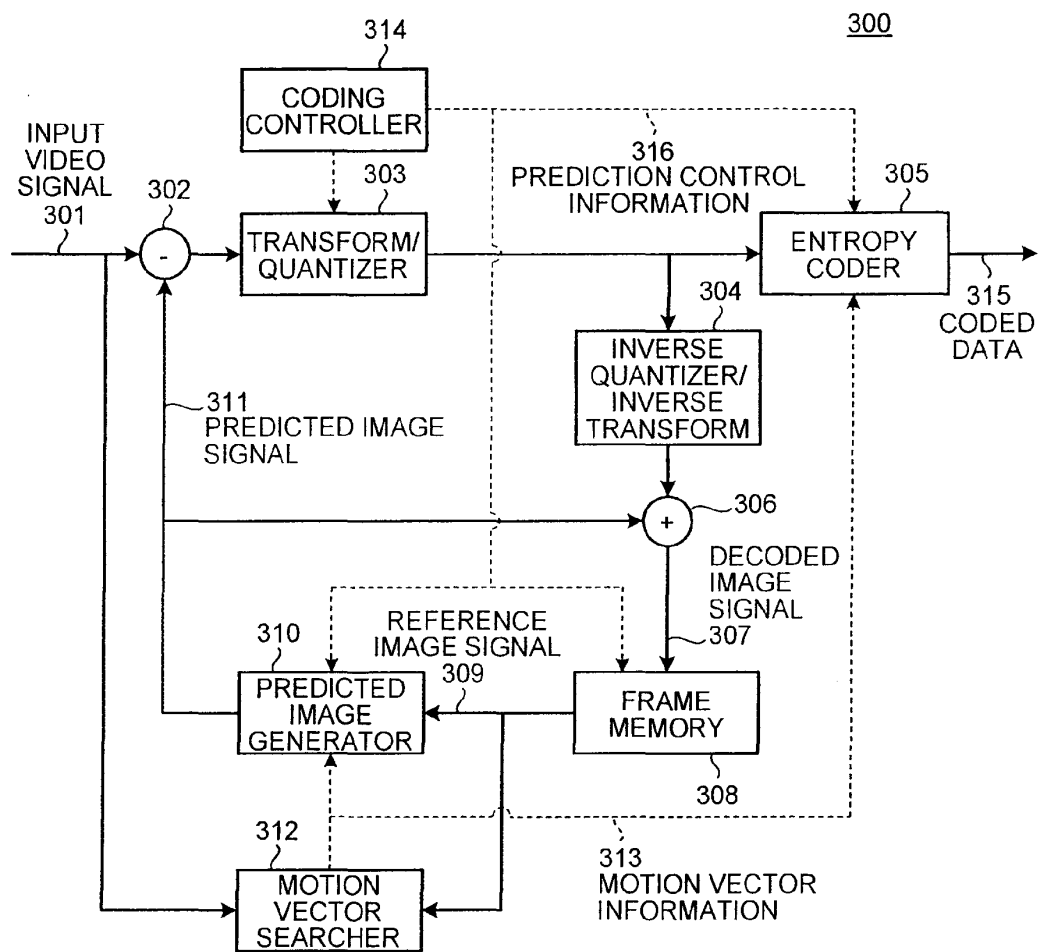 300
314
CODING
CONTROLLER
INPUT
VIDEO
SIGNAL
301
302
-
303
TRANSFORM/
QUANTIZER
316
PREDICTION CONTROL
INFORMATION
305
ENTROPY
CODER
315
CODED
DATA
304
INVERSE
QUANTIZER/
INVERSE
TRANSFORM
311
PREDICTED IMAGE
SIGNAL
+
306
DECODED
IMAGE
SIGNAL
307
REFERENCE
IMAGE SIGNAL
309
310
PREDICTED
IMAGE
GENERATOR
FRAME
MEMORY
308
312
MOTION
VECTOR
SEARCHER
313
MOTION VECTOR
INFORMATION